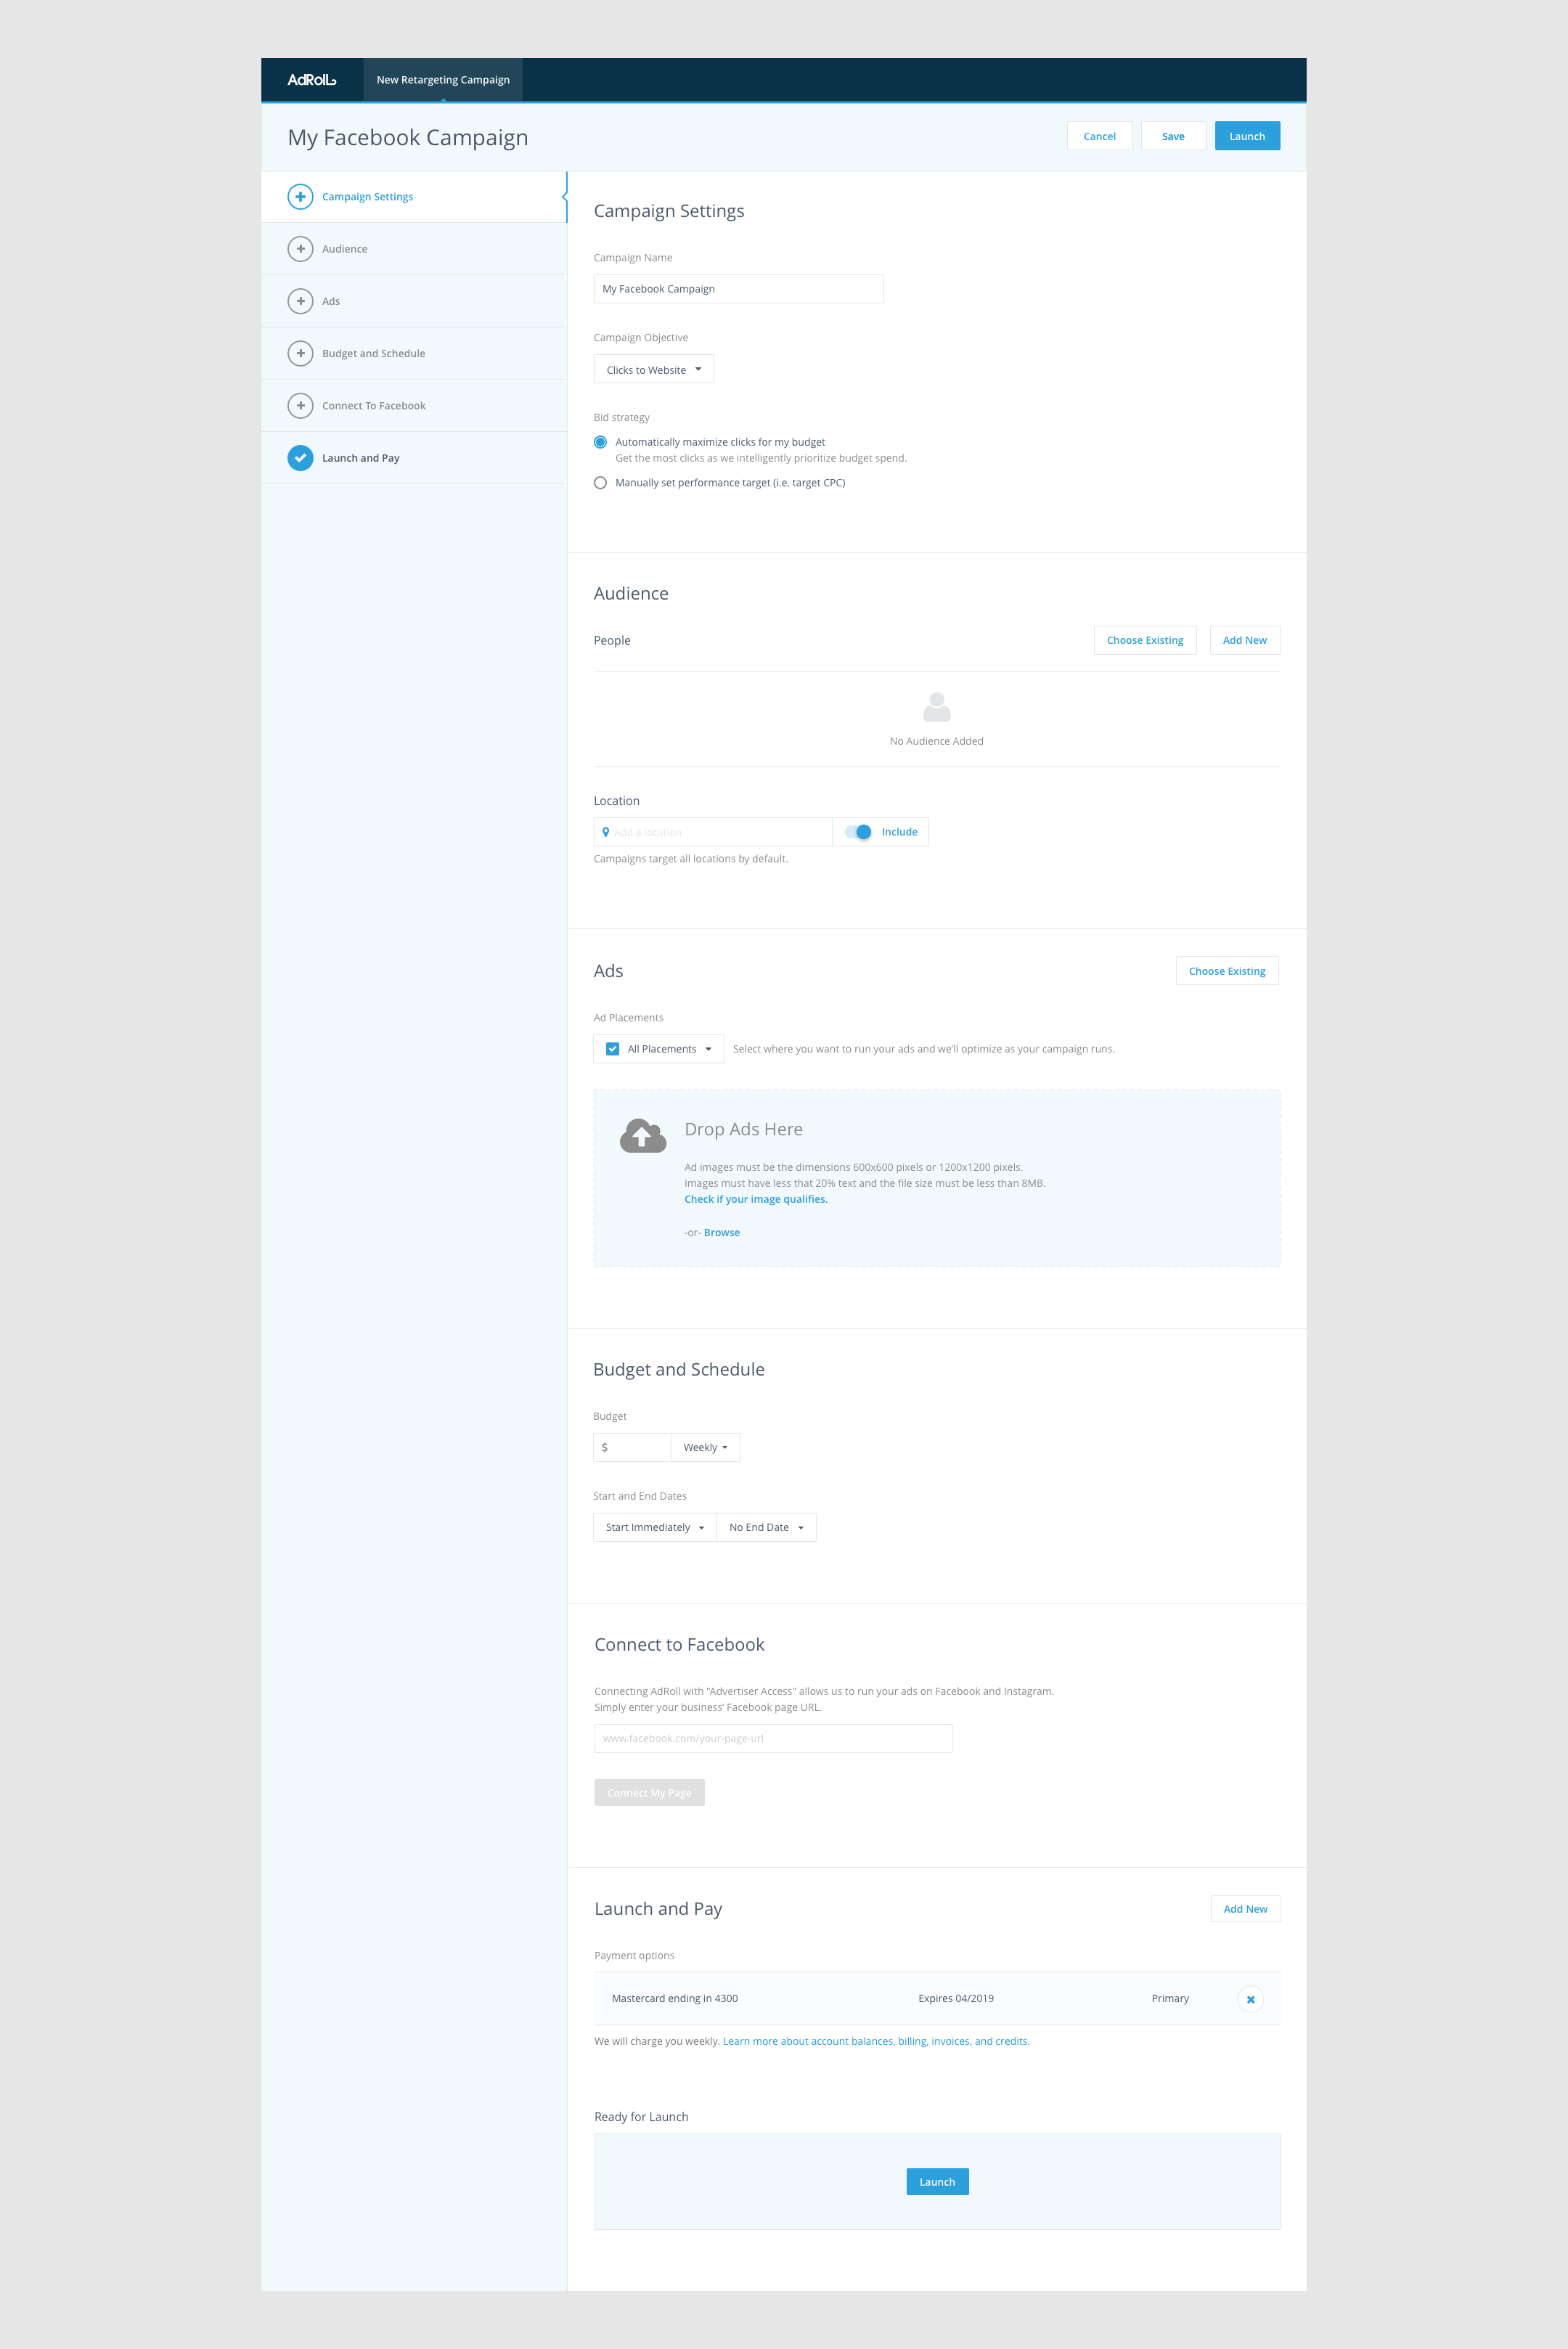 AdRoll
New Retargeting Campaign
My Facebook Campaign
Cancel
Save
Launch
Campaign Settings
Audience
Ads
Budget and Schedule
Connect To Facebook
Launch and Pay
Campaign Settings
Campaign Name
My Facebook Campaign
Campaign Objective
Clicks to Website
Bid strategy
Automatically maximize clicks for my budget
Get the most clicks as we intelligently prioritize budget spend.
Manually set performance target (i.e. target CPC)
Audience
People
Choose Existing
Add New
No Audience Added
Location
Add a location
Include
Campaigns target all locations by default.
Ads
Choose Existing
Ad Placements
All Placements
Select where you want to run your ads and we'll optimize as your campaign runs.
Drop Ads Here
Ad images must be the dimensions 600x600 pixels or 1200x1200 pixels.
Images must have less that 20% text and the file size must be less than 8MB.
Check if your image qualifies.
-or- Browse
Budget and Schedule
Budget
$
Weekly
Start and End Dates
Start Immediately
No End Date
Connect to Facebook
Connecting AdRoll with "Advertiser Access" allows us to run your ads on Facebook and Instagram.
Simply enter your business' Facebook page URL.
www.facebook.com/your-page-url
Connect My Page
Launch and Pay
Add New
Payment options
Mastercard ending in 4300
Expires 04/2019
Primary
We will charge you weekly. Learn more about account balances, billing, invoices, and credits.
Ready for Launch
Launch